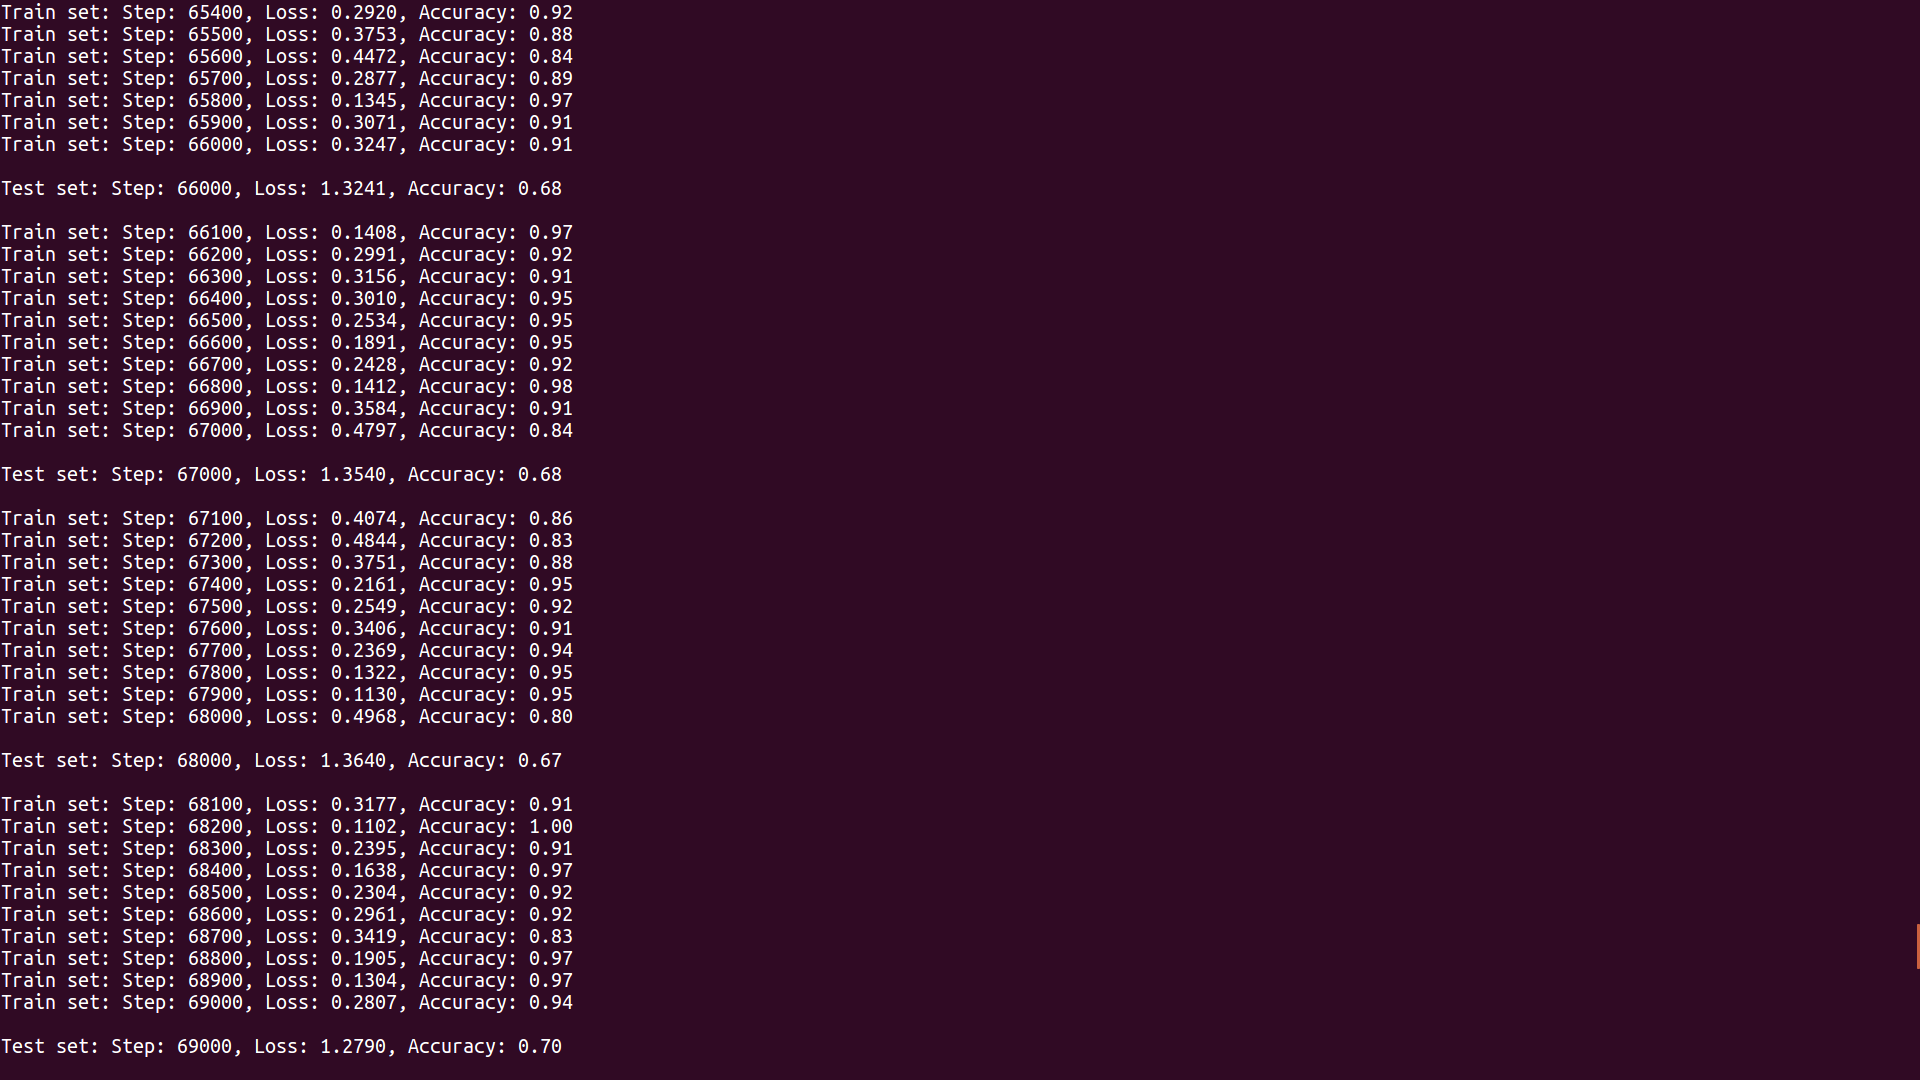 Train set: Step: 65400, Loss: 0.2920, Accuracy: 0.92
Train set: Step: 65500, Loss: 0.3753, Accuracy: 0.88
Train set: Step: 65600, Loss: 0.4472, Accuracy: 0.84
Train set: Step: 65700, Loss: 0.2877, Accuracy: 0.89
Train set: Step: 65800, Loss: 0.1345, Accuracy: 0.97
Train set: Step: 65900, Loss: 0.3071, Accuracy: 0.91
Train set: Step: 66000, Loss: 0.3247, Accuracy: 0.91
Test set: Step: 66000, Loss: 1.3241, Accuracy: 0.68
Train set: Step: 66100, Loss: 0.1408, Accuracy: 0.97
Train set: Step: 66200, Loss: 0.2991, Accuracy: 0.92
Train set: Step: 66300, Loss: 0.3156, Accuracy: 0.91
Train set: Step: 66400, Loss: 0.3010, Accuracy: 0.95
Train set: Step: 66500, Loss: 0.2534, Accuracy: 0.95
Train set: Step: 66600, Loss: 0.1891, Accuracy: 0.95
Train set: Step: 66700, Loss: 0.2428, Accuracy: 0.92
Train set: Step: 66800, Loss: 0.1412, Accuracy: 0.98
Train set: Step: 66900, Loss: 0.3584, Accuracy: 0.91
Train set: Step: 67000, Loss: 0.4797, Accuracy: 0.84
Test set: Step: 67000, Loss: 1.3540, Accuracy: 0.68
Train set: Step: 67100, Loss: 0.4074, Accuracy: 0.86
Train set: Step: 67200, Loss: 0.4844, Accuracy: 0.83
Train set: Step: 67300, Loss: 0.3751, Accuracy: 0.88
Train set: Step: 67400, Loss: 0.2161, Accuracy: 0.95
Train set: Step: 67500, Loss: 0.2549, Accuracy: 0.92
Train set: Step: 67600, Loss: 0.3406, Accuracy: 0.91
Train set: Step: 67700, Loss: 0.2369, Accuracy: 0.94
Train set: Step: 67800, Loss: 0.1322, Accuracy: 0.95
Train set: Step: 67900, Loss: 0.1130, Accuracy: 0.95
Train set: Step: 68000, Loss: 0.4968, Accuracy: 0.80
Test set: Step: 68000, Loss: 1.3640, Accuracy: 0.67
Train set: Step: 68100, Loss: 0.3177, Accuracy: 0.91
Train set: Step: 68200, Loss: 0.1102, Accuracy: 1.00
Train set: Step: 68300, Loss: 0.2395, Accuracy: 0.91
Train set: Step: 68400, Loss: 0.1638, Accuracy: 0.97
Train set: Step: 68500, Loss: 0.2304, Accuracy: 0.92
Train set: Step: 68600, Loss: 0.2961, Accuracy: 0.92
Train set: Step: 68700, Loss: 0.3419, Accuracy: 0.83
Train set: Step: 68800, Loss: 0.1905, Accuracy: 0.97
Train set: Step: 68900, Loss: 0.1304, Accuracy: 0.97
Train set: Step: 69000, Loss: 0.2807, Accuracy: 0.94
Test set: Step: 69000, Loss: 1.2790, Accuracy: 0.70